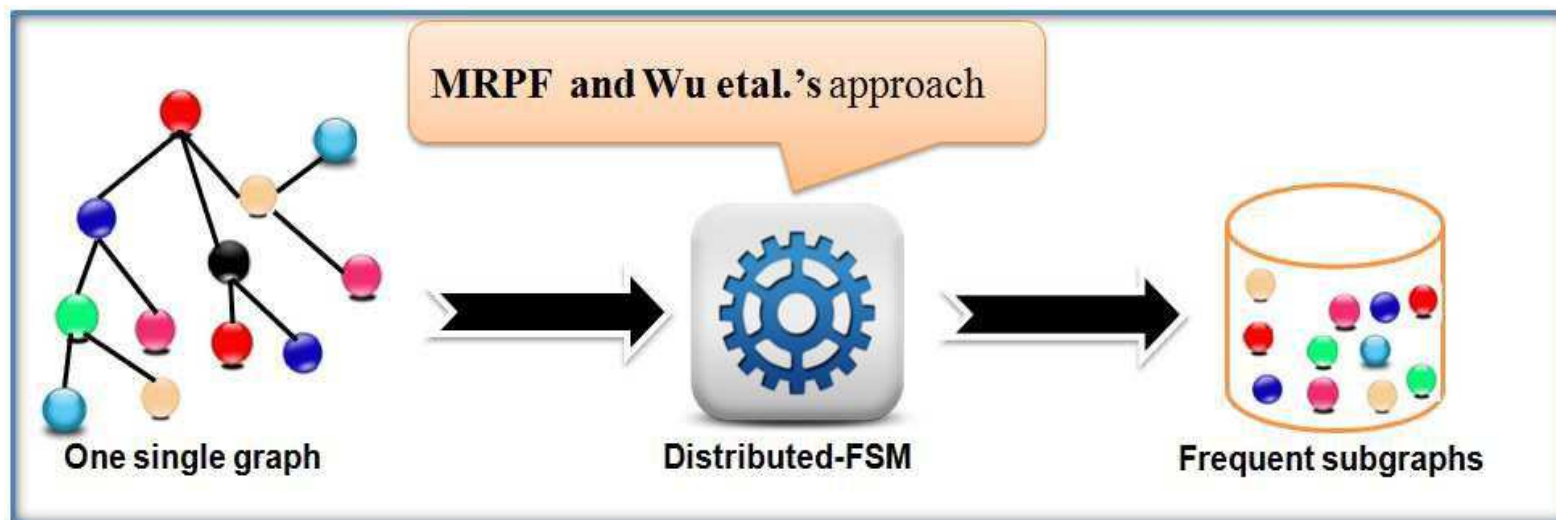 MRPF and Wu etal.'s approach
One single graph
Distributed-FSM
Frequent subgraphs